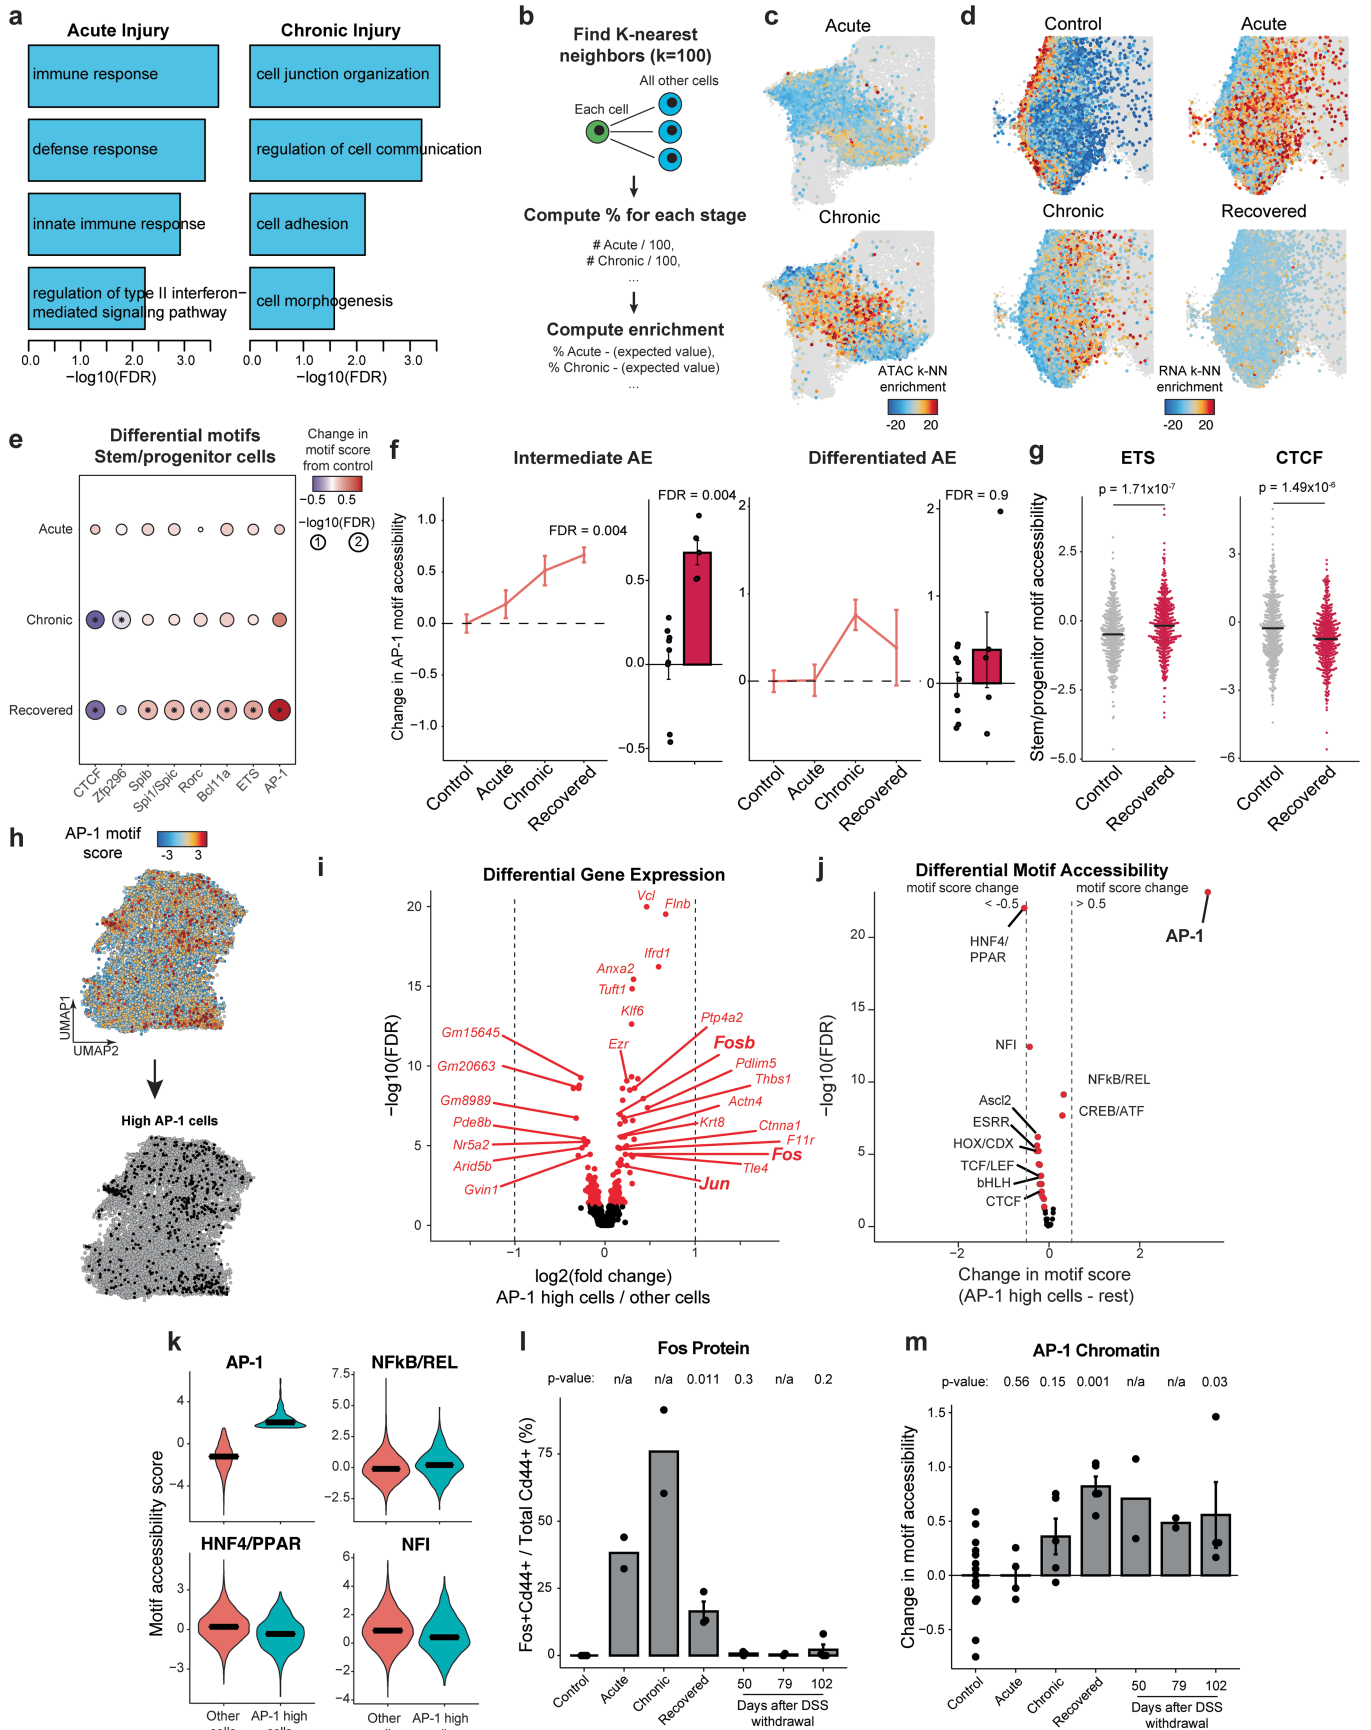 a
Acute Injury
immune response
defense response
innate immune response
regulation of type II interferon−
mediated signaling pathway
0.0 1.0 2.0 3.0
−log10(FDR)
Chronic Injury
cell junction organization
regulation of cell communication
cell adhesion
cell morphogenesis
0.0 1.0 2.0 3.0
−log10(FDR)
b
Find K-nearest
neighbors (k=100)
All other cells
Each cell
Compute % for each stage
# Acute / 100,
# Chronic / 100,
...
Compute enrichment
% Acute - (expected value),
% Chronic - (expected value)
...
c
Acute
Chronic
ATAC k-NN
enrichment
-20 20
d
Control
Acute
Chronic
Recovered
RNA k-NN
enrichment
-20 20
e
Differential motifs
Stem/progenitor cells
Change in
motif score
from control
−0.5 0.5
−log10(FDR)
1 2
Acute
Chronic
Recovered
CTCF
Zfp296
Spib
Spi1/Spic
Rorc
Bcl11a
ETS
AP-1
f
Intermediate AE
Change in AP-1 motif accessibility
1.0
0.5
0.0
−0.5
−1.0
FDR = 0.004
Control
Acute
Chronic
Recovered
FDR = 0.004
0.5
0.0
−0.5
Differentiated AE
2
1
0
Control
Acute
Chronic
Recovered
FDR = 0.9
2
1
0
g
ETS
p = 1.71x10-7
Stem/progenitor motif accessibility
2.5
0.0
−2.5
−5.0
Control
Recovered
CTCF
p = 1.49x10-6
3
0
−3
−6
Control
Recovered
h
AP-1 motif
score
-3 3
UMAP1
UMAP2
High AP-1 cells
i
Differential Gene Expression
−log10(FDR)
20
15
10
5
0
Vcl
Flnb
Ifrd1
Anxa2
Tuft1
Klf6
Ezr
Ptp4a2
Fosb
Pdlim5
Thbs1
Actn4
Krt8
Ctnna1
F11r
Fos
Tle4
Jun
Gm15645
Gm20663
Gm8989
Pde8b
Nr5a2
Arid5b
Gvin1
−1 0 1
log2(fold change)
AP-1 high cells / other cells
j
Differential Motif Accessibility
motif score change
< -0.5
motif score change
> 0.5
AP-1
HNF4/
PPAR
NFI
NFkB/REL
CREB/ATF
Ascl2
ESRR
HOX/CDX
TCF/LEF
bHLH
CTCF
−log10(FDR)
20
15
10
5
0
−2 0 2
Change in motif score
(AP-1 high cells - rest)
k
Motif accessibility score
AP-1
4
0
−4
NFkB/REL
7.5
5.0
2.5
0.0
−2.5
HNF4/PPAR
3
0
−3
Other
AP-1 high
NFI
6
4
2
0
−2
−4
Other
AP-1 high
l
Fos Protein
p-value: n/a n/a 0.011 0.3 n/a 0.2
Fos+Cd44+ / Total Cd44+ (%)
75
50
25
0
Control
Acute
Chronic
Recovered
50 79 102
Days after DSS
withdrawal
m
AP-1 Chromatin
p-value: 0.56 0.15 0.001 n/a n/a 0.03
Change in motif accessibility
1.5
1.0
0.5
0.0
−0.5
Control
Acute
Chronic
Recovered
50 79 102
Days after DSS
withdrawal